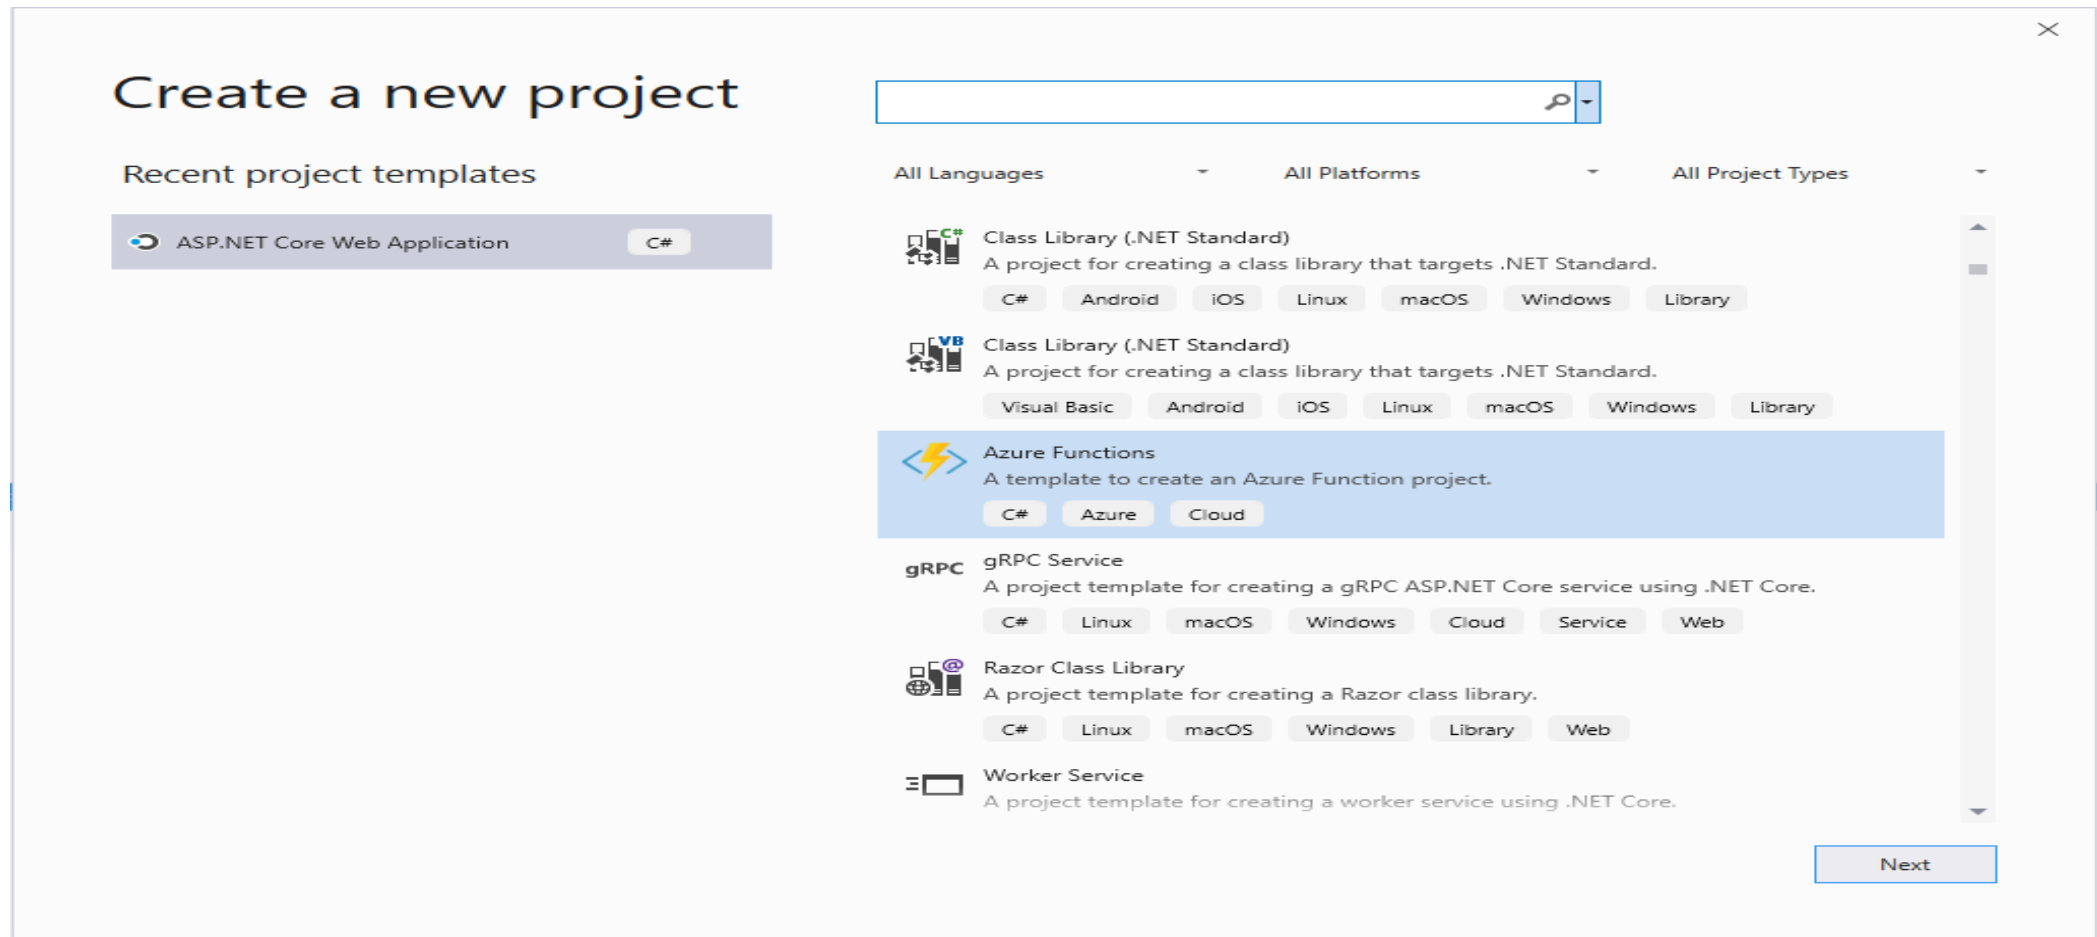 Create a new project
Recent project templates
ASP.NET Core Web Application C#
All Languages All Platforms All Project Types
C# Class Library (.NET Standard)
A project for creating a class library that targets .NET Standard.
C# Android iOS Linux macOS Windows Library
VB Class Library (.NET Standard)
A project for creating a class library that targets .NET Standard.
Visual Basic Android iOS Linux macOS Windows Library
Azure Functions
A template to create an Azure Function project.
C# Azure Cloud
gRPC gRPC Service
A project template for creating a gRPC ASP.NET Core service using .NET Core.
C# Linux macOS Windows Cloud Service Web
@ Razor Class Library
A project template for creating a Razor class library.
C# Linux macOS Windows Library Web
Worker Service
A project template for creating a worker service using .NET Core.
Next